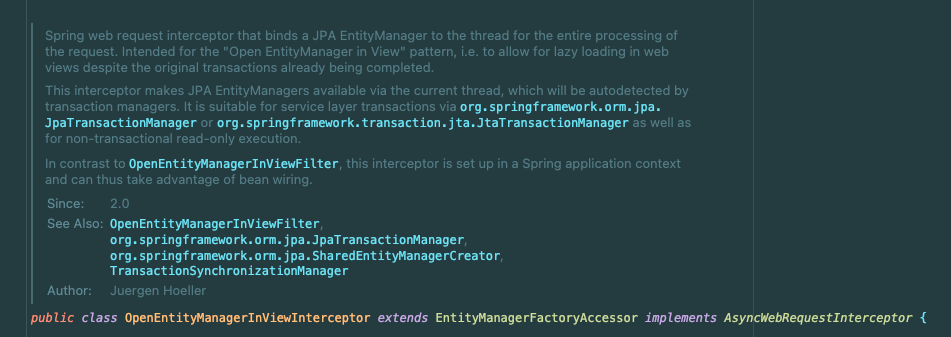 Spring web request interceptor that binds a JPA EntityManager to the thread for the entire processing of
the request. Intended for the "Open EntityManager in View" pattern, i.e. to allow for lazy loading in web
views despite the original transactions already being completed.
This interceptor makes JPA EntityManagers available via the current thread, which will be autodetected by
transaction managers. It is suitable for service layer transactions via org.springframework.orm.jpa.
JpaTransactionManager or org.springframework.transaction.jta.JtaTransactionManager as well as
for non-transactional read-only execution.
In contrast to OpenEntityManagerInViewFilter, this interceptor is set up in a Spring application context
and can thus take advantage of bean wiring.
Since: 2.0
See Also: OpenEntityManagerInViewFilter,
org.springframework.orm.jpa.JpaTransactionManager,
org.springframework.orm.jpa.SharedEntityManagerCreator,
TransactionSynchronizationManager
Author: Juergen Hoeller
public class OpenEntityManagerInViewInterceptor extends EntityManagerFactoryAccessor implements AsyncWebRequestInterceptor {